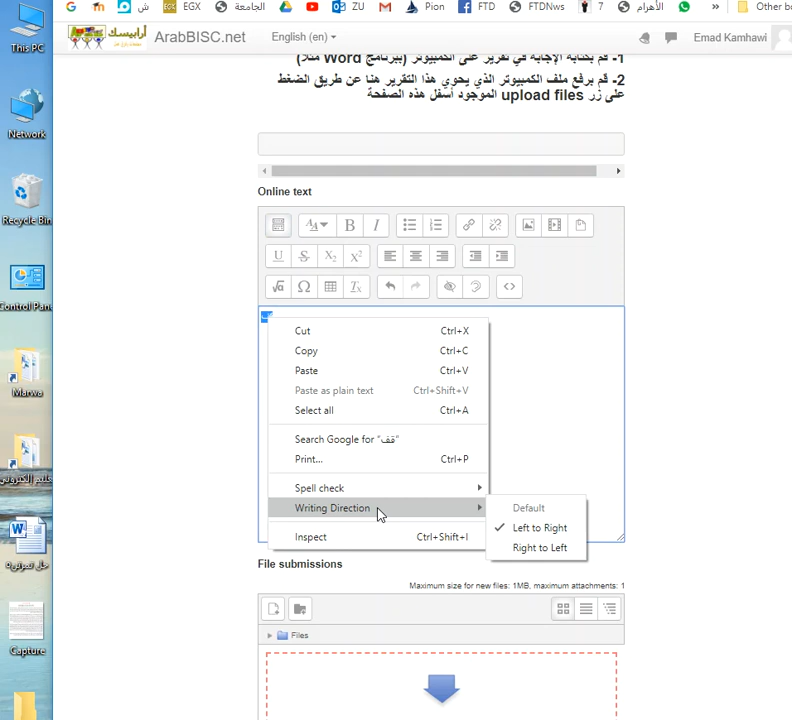 This PC
Network
Recycle Bin
Control Pane
Marwa
حل تمرين٩
Capture
ش
الجامعة
EGX
ZU
Pion
FTD
FTDNws
7
الأهرام
»
Other bo
أرابيسك
ArabBISC.net
English (en)
Emad Kamhawi
1- قم بكتابة الإجابة في تقرير على الكمبيوتر (ببرنامج Word مثلا)
2- قم برفع ملف الكمبيوتر الذي يحوي هذا التقرير هنا عن طريق الضغط
على زر upload files الموجود أسفل هذه الصفحة
Online text
قف
Cut Ctrl+X
Copy Ctrl+C
Paste Ctrl+V
Paste as plain text Ctrl+Shift+V
Select all Ctrl+A
Search Google for "قف"
Print... Ctrl+P
Spell check
Writing Direction
Inspect Ctrl+Shift+I
Default
Left to Right
Right to Left
File submissions
Maximum size for new files: 1MB, maximum attachments: 1
Files